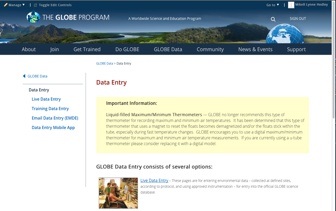 Manage
Toggle Edit Controls
Go to
THE GLOBE PROGRAM
A Worldwide Science and Education Program
SIGN OUT
About
Join
Get Trained
Do GLOBE
GLOBE Data
Community
News & Events
Support
GLOBE Data
GLOBE Data / Data Entry
Data Entry
Live Data Entry
Training Data Entry
Email Data Entry (EMDE)
Data Entry Mobile App
Data Entry
Important Information:
Liquid-filled Maximum/Minimum Thermometers— GLOBE no longer recommends this type of
thermometer for recording maximum and minimum air temperatures. It has been determined that this type of
thermometer that uses a magnet to reset the floats becomes demagnetized and/or the floats stick within the
tube, especially during fast temperature changes. GLOBE encourages you to use a digital maximum/minimum
thermometer for maximum and minimum air temperature measurements. If you are currently using a u-tube
thermometer please consider replacing it with a digital model!
GLOBE Data Entry consists of several options:
Live Data Entry – These pages are for entering environmental data – collected at defined sites
according to protocols and using approved instrumentation – for entry into the official GLOBE science
database